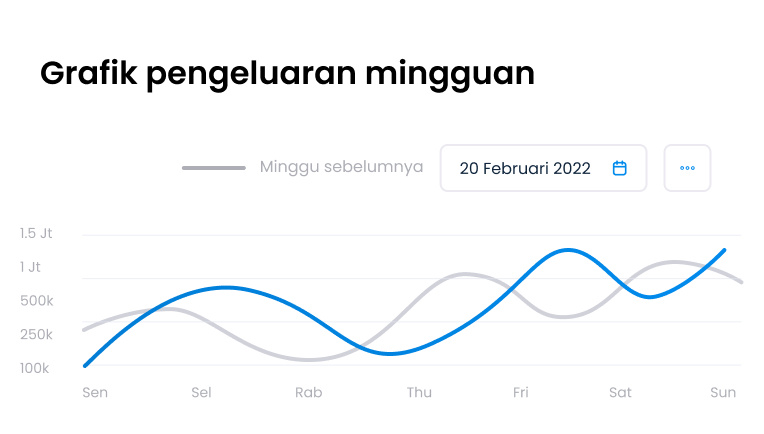 Grafik pengeluaran mingguan
Minggu sebelumnya
20 Februari 2022
1.5 Jt
1 Jt
500k
250k
100k
Sen Sel Rab Thu Fri Sat Sun